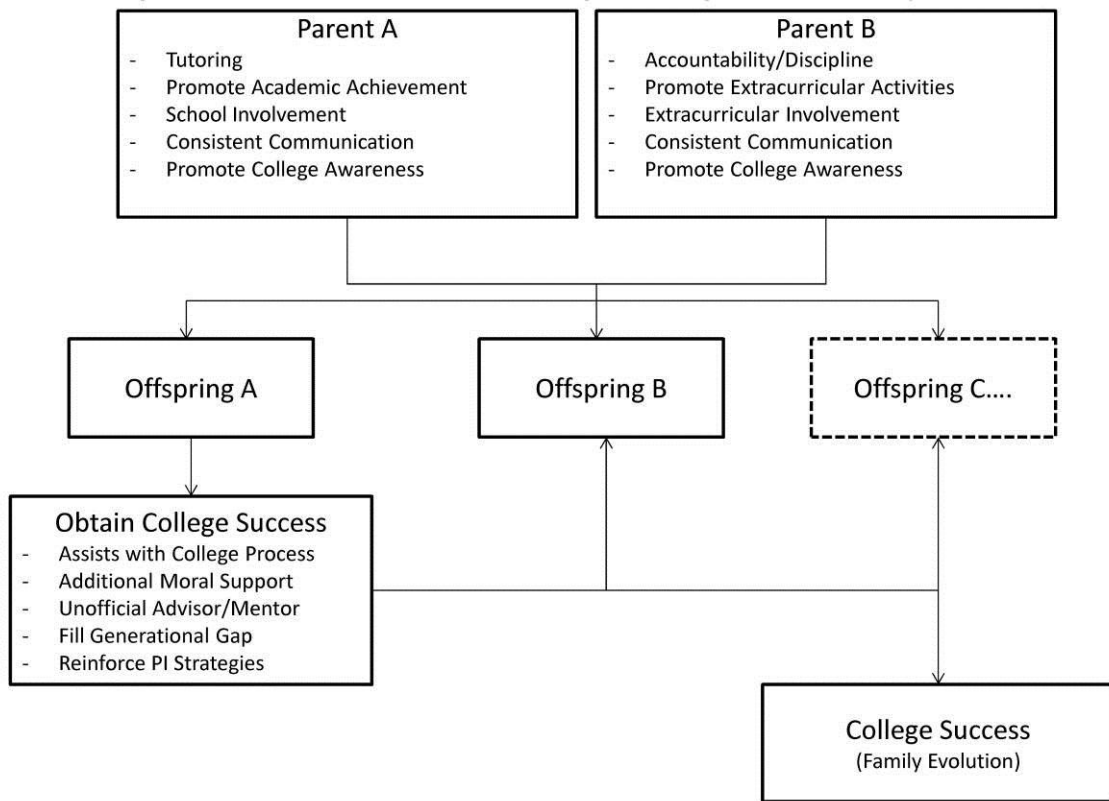 Parent A
- Tutoring
- Promote Academic Achievement
- School Involvement
- Consistent Communication
- Promote College Awareness
Parent B
- Accountability/Discipline
- Promote Extracurricular Activities
- Extracurricular Involvement
- Consistent Communication
- Promote College Awareness
Offspring A
Offspring B
Offspring C....
Obtain College Success
- Assists with College Process
- Additional Moral Support
- Unofficial Advisor/Mentor
- Fill Generational Gap
- Reinforce PI Strategies
College Success
(Family Evolution)